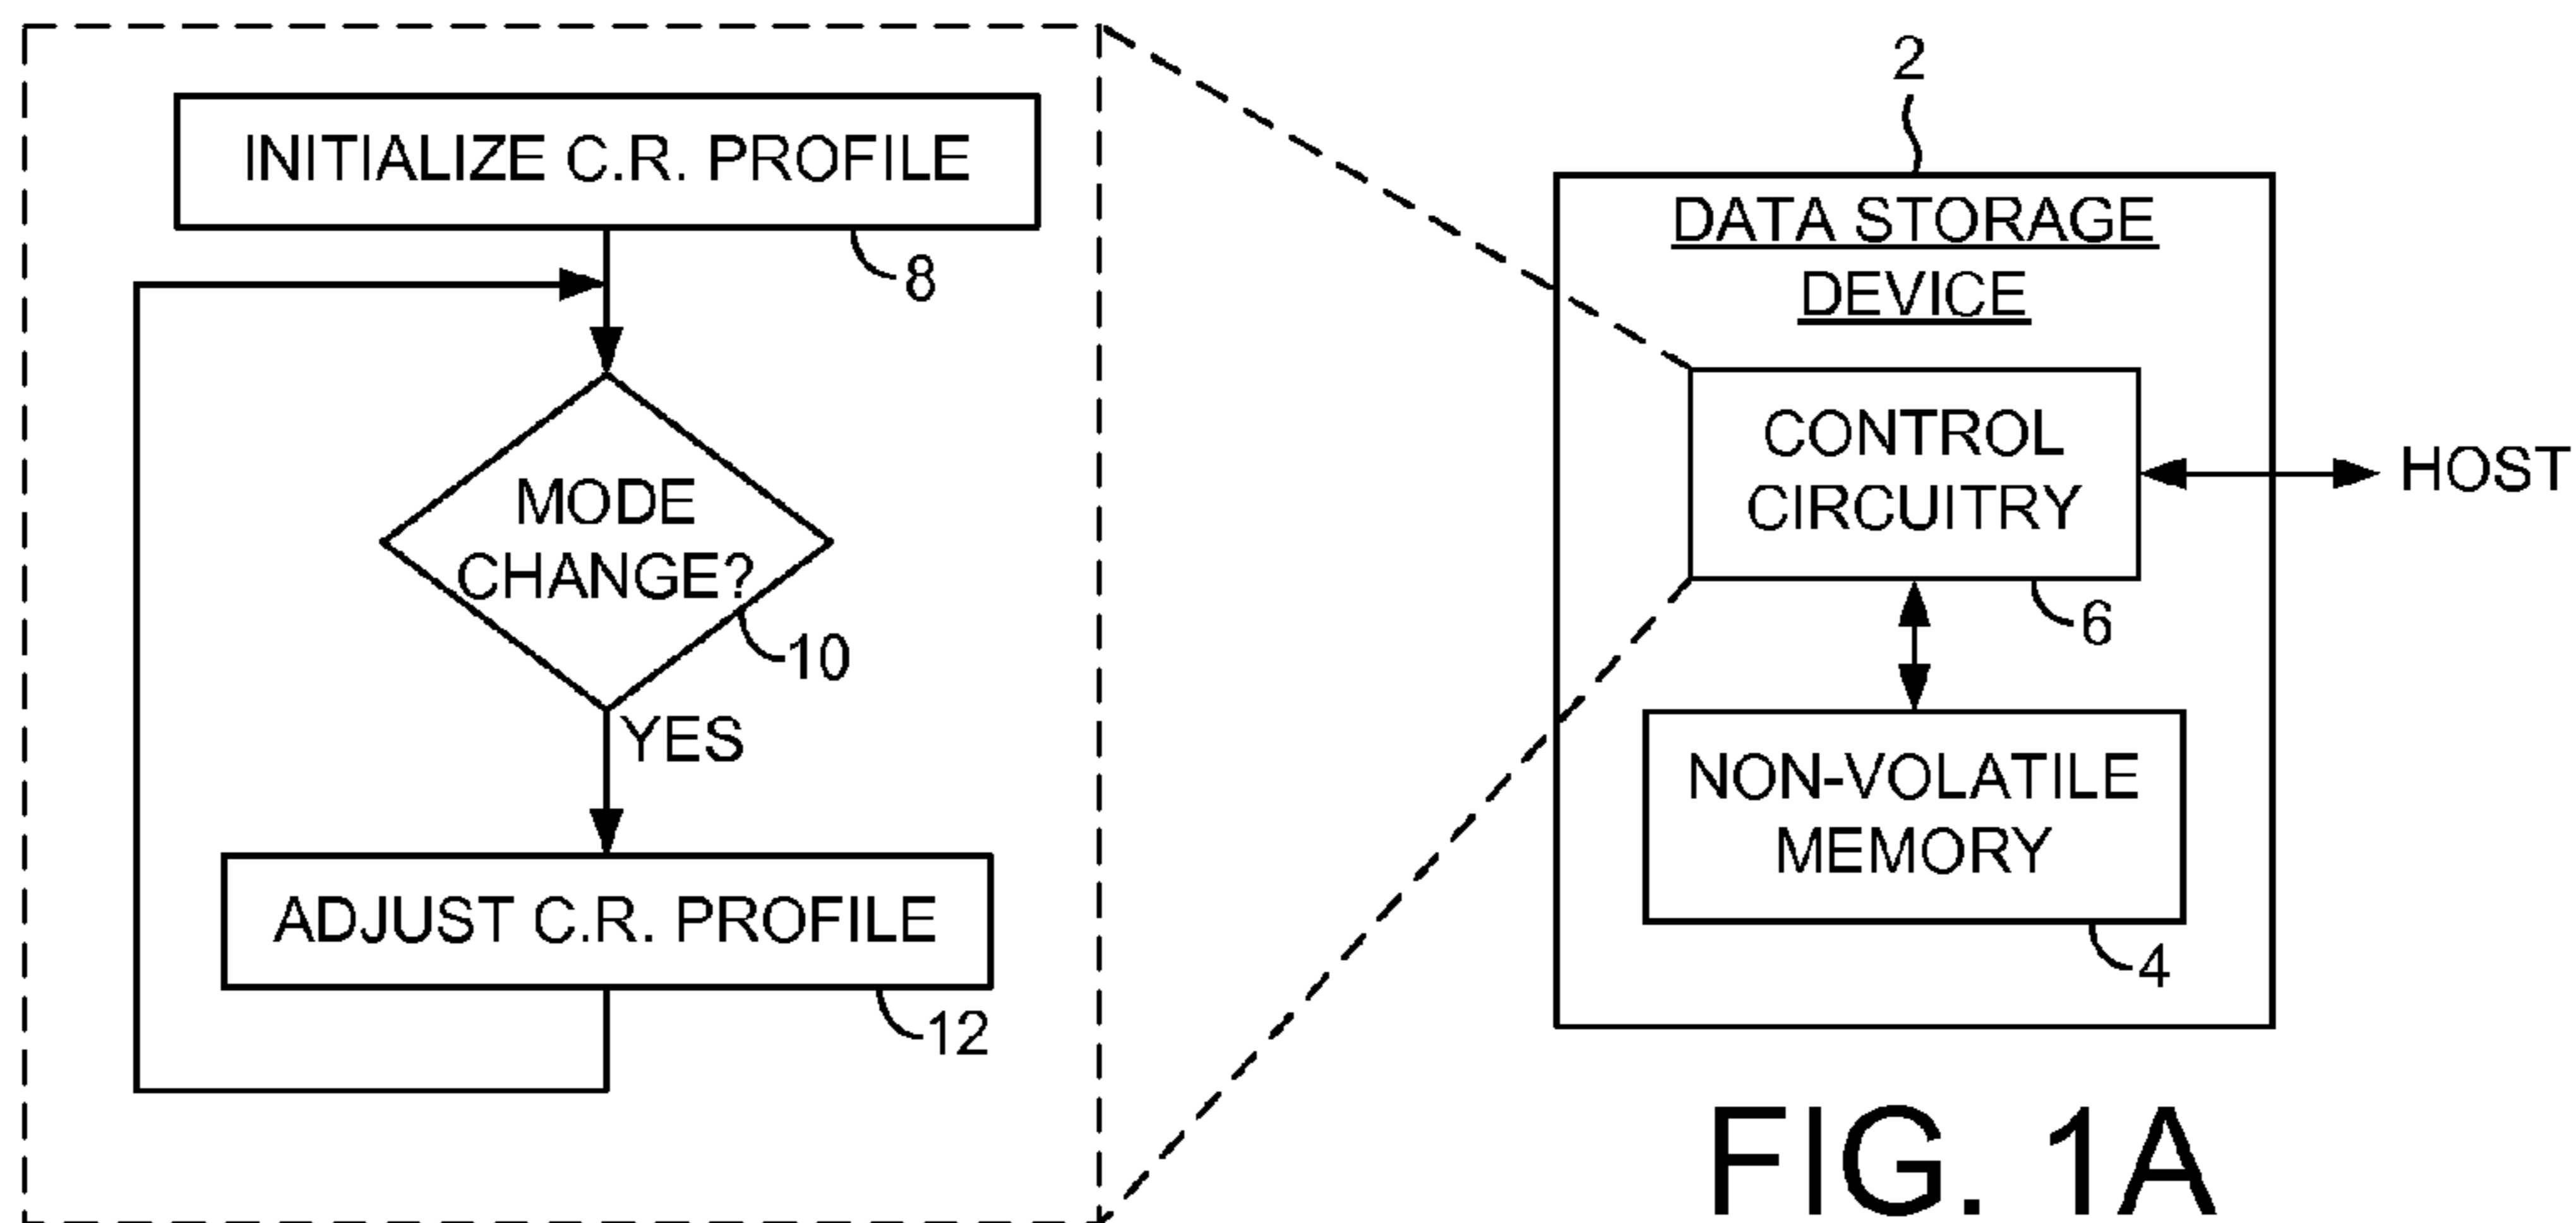 INITIALIZE C.R. PROFILE
8
MODE
CHANGE?
10
YES
ADJUST C.R. PROFILE
12
2
DATA STORAGE
DEVICE
CONTROL
CIRCUITRY
6
HOST
NON-VOLATILE
MEMORY
4
FIG. 1A